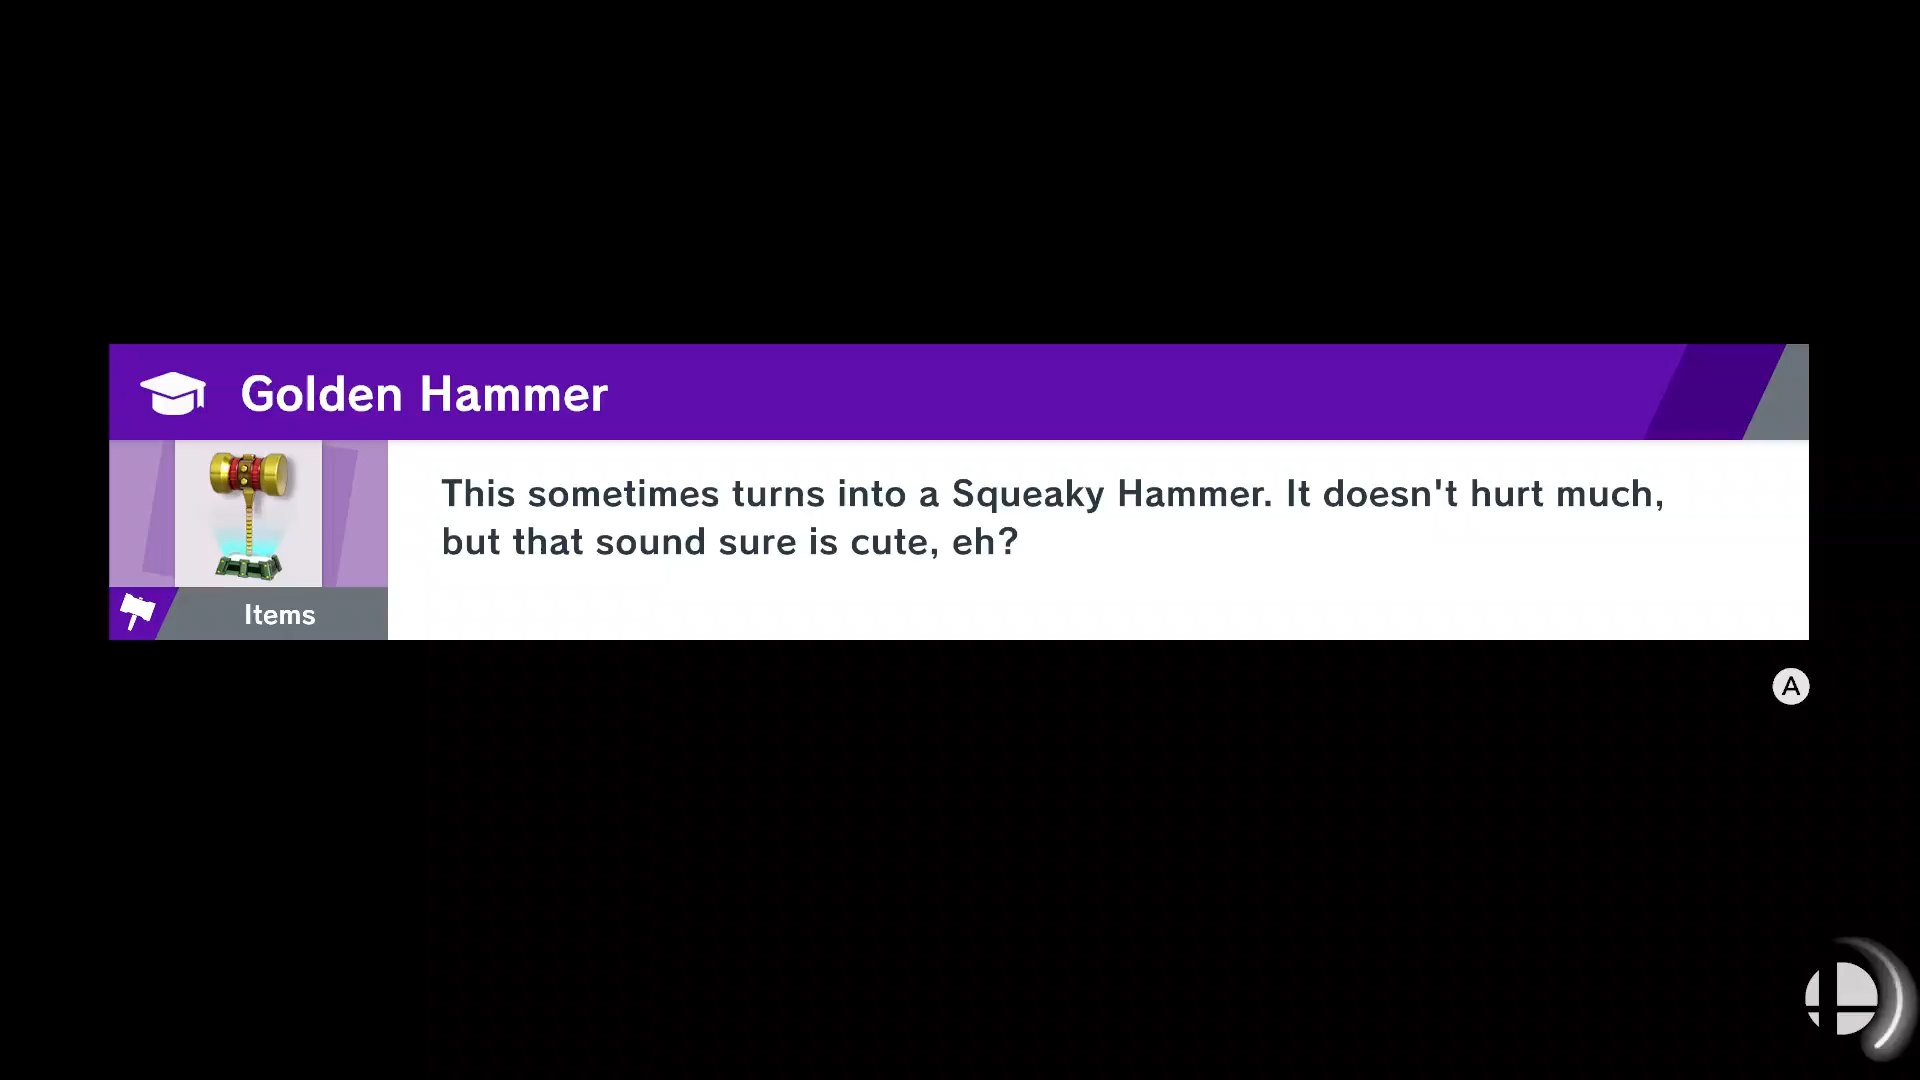 Golden Hammer
This sometimes turns into a Squeaky Hammer. It doesn't hurt much,
but that sound sure is cute, eh?
Items
A